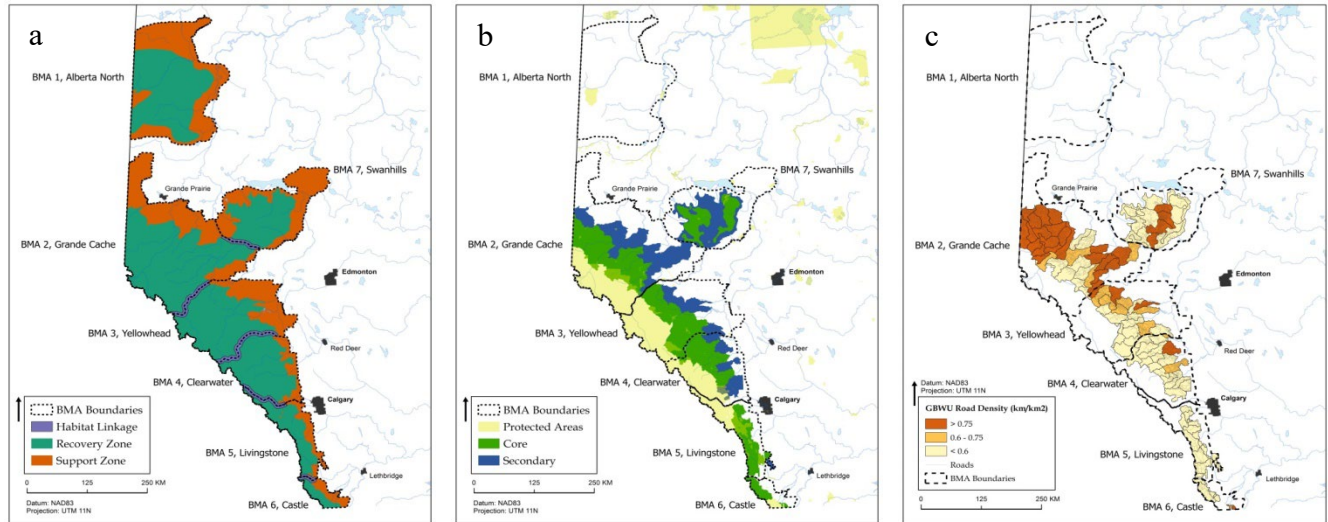 a
BMA 1, Alberta North
BMA 7, Swanhills
Grande Prairie
BMA 2, Grande Cache
Edmonton
BMA 3, Yellowhead
Red Deer
BMA 4, Clearwater
Calgary
BMA Boundaries
Habitat Linkage
Recovery Zone
Support Zone
BMA 5, Livingstone
Lethbridge
0 125 250 KM
Datum: NAD83
Projection: UTM 11N
BMA 6, Castle
b
BMA 1, Alberta North
BMA 7, Swanhills
Grande Prairie
BMA 2, Grande Cache
Edmonton
BMA 3, Yellowhead
Red Deer
BMA 4, Clearwater
Calgary
BMA Boundaries
Protected Areas
Core
Secondary
BMA 5, Livingstone
Lethbridge
0 125 250 KM
Datum: NAD83
Projection: UTM 11N
BMA 6, Castle
c
BMA 1, Alberta North
BMA 7, Swanhills
Grande Prairie
BMA 2, Grande Cache
Edmonton
BMA 3, Yellowhead
Red Deer
BMA 4, Clearwater
Datum: NAD83
Projection: UTM 11N
Calgary
GBWU Road Density (km/km2)
> 0.75
0.6 - 0.75
< 0.6
Roads
BMA Boundaries
BMA 5, Livingstone
Lethbridge
0 125 250 KM
BMA 6, Castle